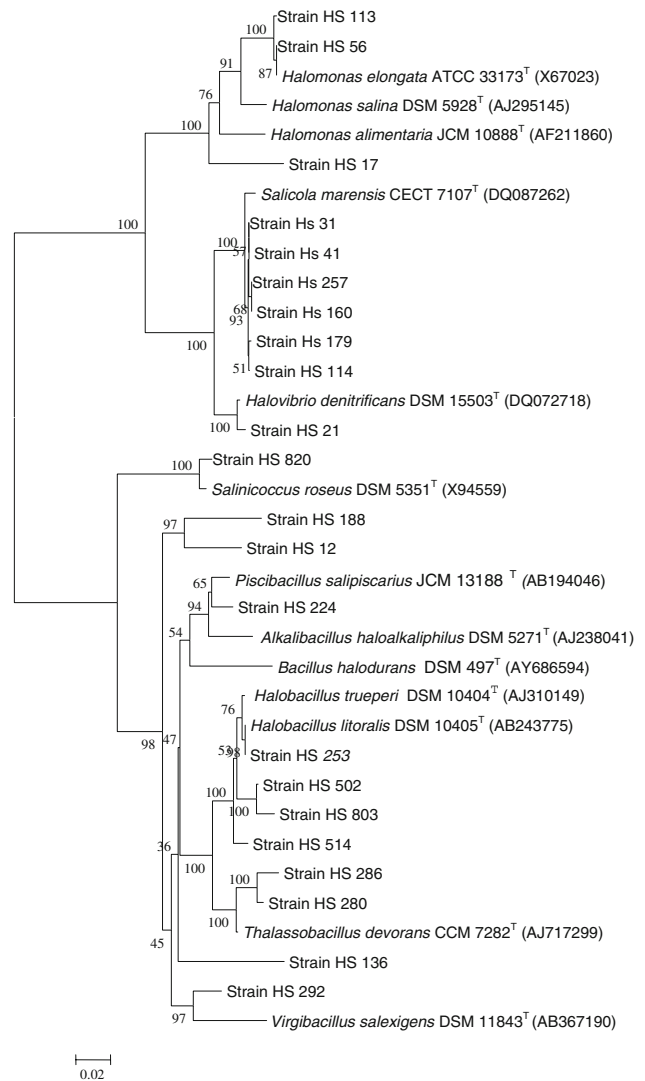 100
Strain HS 113
Strain HS 56
87
Halomonas elongata ATCC 33173T (X67023)
91
Halomonas salina DSM 5928T (AJ295145)
76
Halomonas alimentaria JCM 10888T (AF211860)
100
Strain HS 17
100
Salicola marensis CECT 7107T (DQ087262)
Strain Hs 31
100
57
Strain Hs 41
Strain Hs 257
68
Strain HS 160
93
Strain HS 179
100
51
Strain HS 114
Halovibrio denitrificans DSM 15503T (DQ072718)
100
Strain HS 21
100
Strain HS 820
Salinicoccus roseus DSM 5351T (X94559)
97
Strain HS 188
Strain HS 12
65
Piscibacillus salipiscarius JCM 13188 T (AB194046)
94
Strain HS 224
54
Alkalibacillus haloalkaliphilus DSM 5271T (AJ238041)
Bacillus halodurans DSM 497T (AY686594)
76
Halobacillus trueperi DSM 10404T (AJ310149)
Halobacillus litoralis DSM 10405T (AB243775)
98
47
53
98
Strain HS 253
Strain HS 502
100
100
Strain HS 803
36
Strain HS 514
100
100
Strain HS 286
Strain HS 280
100
Thalassobacillus devorans CCM 7282T (AJ717299)
45
Strain HS 136
Strain HS 292
97
Virgibacillus salexigens DSM 11843T (AB367190)
0.02